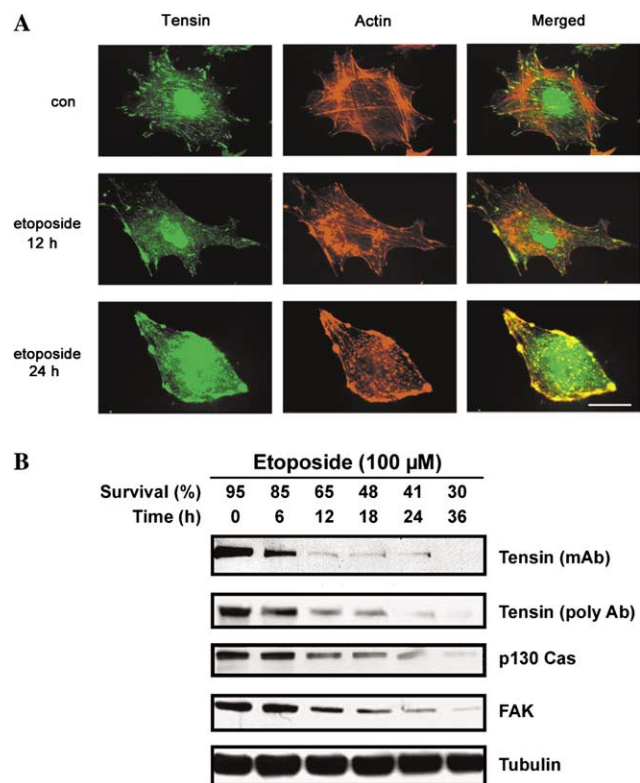 A
Tensin
Actin
Merged
con
etoposide
12 h
etoposide
24 h
B
Etoposide (100 μM)
Survival (%) 95 85 65 48 41 30
Time (h) 0 6 12 18 24 36
Tensin (mAb)
Tensin (poly Ab)
p130 Cas
FAK
Tubulin